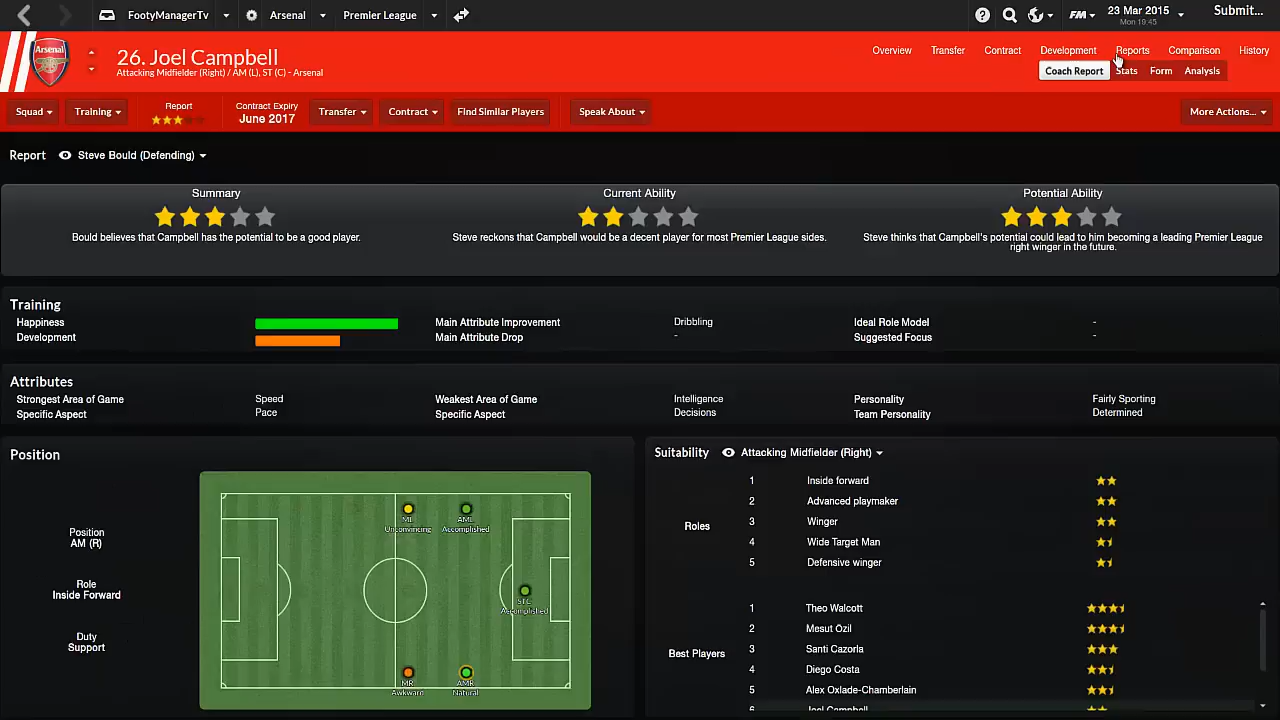 FootyManagerTv
Arsenal
Premier League
FM
23 Mar 2015
Mon 19:45
Submit...
Arsenal
26. Joel Campbell
Attacking Midfielder (Right) / AM (L), ST (C) - Arsenal
Overview
Transfer
Contract
Development
Reports
Comparison
History
Coach Report
Stats
Form
Analysis
Squad
Training
Report
Contract Expiry
June 2017
Transfer
Contract
Find Similar Players
Speak About
More Actions...
Report
Steve Bould (Defending)
Summary
Bould believes that Campbell has the potential to be a good player.
Current Ability
Steve reckons that Campbell would be a decent player for most Premier League sides.
Potential Ability
Steve thinks that Campbell's potential could lead to him becoming a leading Premier League
right winger in the future.
Training
Happiness
Main Attribute Improvement
Dribbling
Ideal Role Model
-
Development
Main Attribute Drop
-
Suggested Focus
-
Attributes
Strongest Area of Game
Speed
Weakest Area of Game
Intelligence
Personality
Fairly Sporting
Specific Aspect
Pace
Specific Aspect
Decisions
Team Personality
Determined
Position
Position
AM (R)
Role
Inside Forward
Duty
Support
ML
Unconvincing
AML
Accomplished
STC
Accomplished
MR
Awkward
AMR
Natural
Suitability
Attacking Midfielder (Right)
Roles
1 Inside forward
2 Advanced playmaker
3 Winger
4 Wide Target Man
5 Defensive winger
Best Players
1 Theo Walcott
2 Mesut Ozil
3 Santi Cazorla
4 Diego Costa
5 Alex Oxlade-Chamberlain
6 Joel Campbell